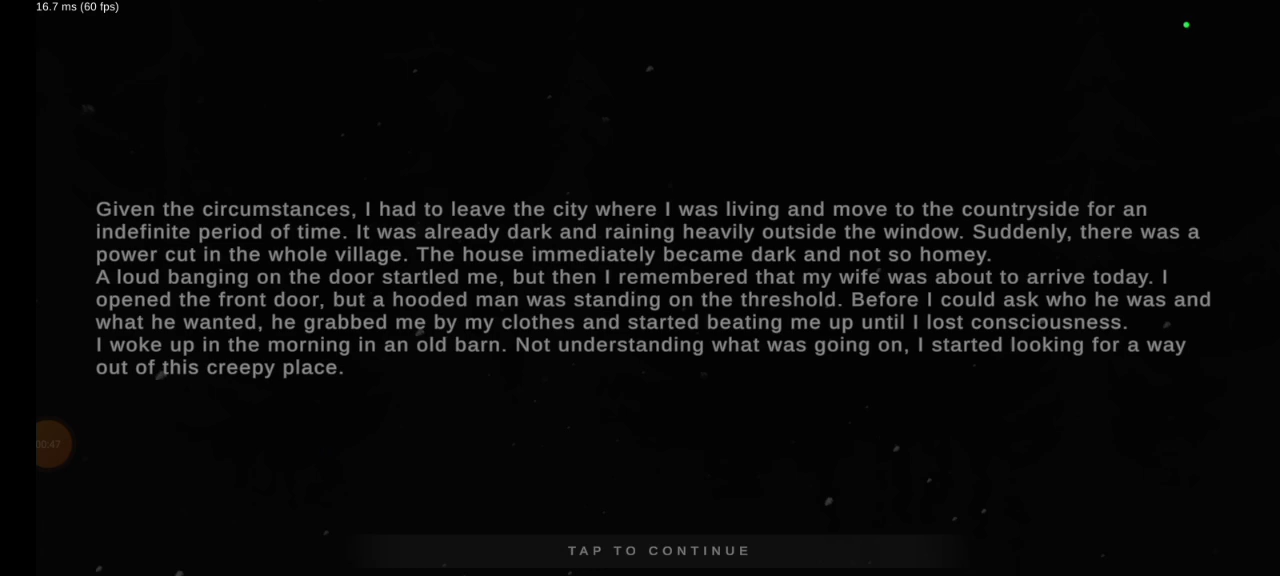 16.7 ms (60 fps)
Given the circumstances, I had to leave the city where I was living and move to the countryside for an
indefinite period of time. It was already dark and raining heavily outside the window. Suddenly, there was a
power cut in the whole village. The house immediately became dark and not so homey.
A loud banging on the door startled me, but then I remembered that my wife was about to arrive today. I
opened the front door, but a hooded man was standing on the threshold. Before I could ask who he was and
what he wanted, he grabbed me by my clothes and started beating me up until I lost consciousness.
I woke up in the morning in an old barn. Not understanding what was going on, I started looking for a way
out of this creepy place.
00:47
TAP TO CONTINUE